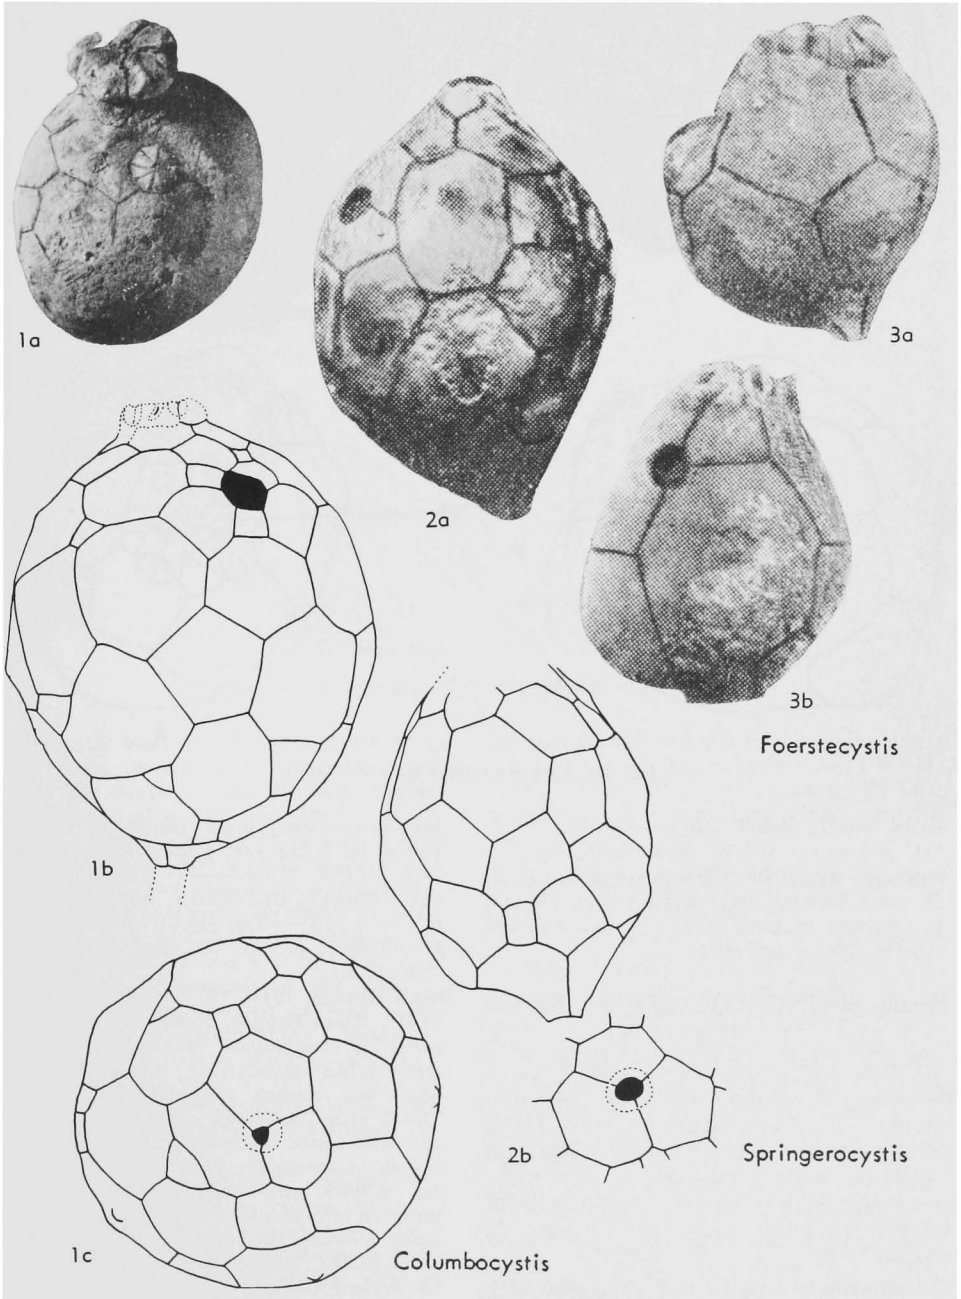 1a
2a
3a
3b
Foerstecystis
1b
2b
Springerocystis
1c
Columbocystis